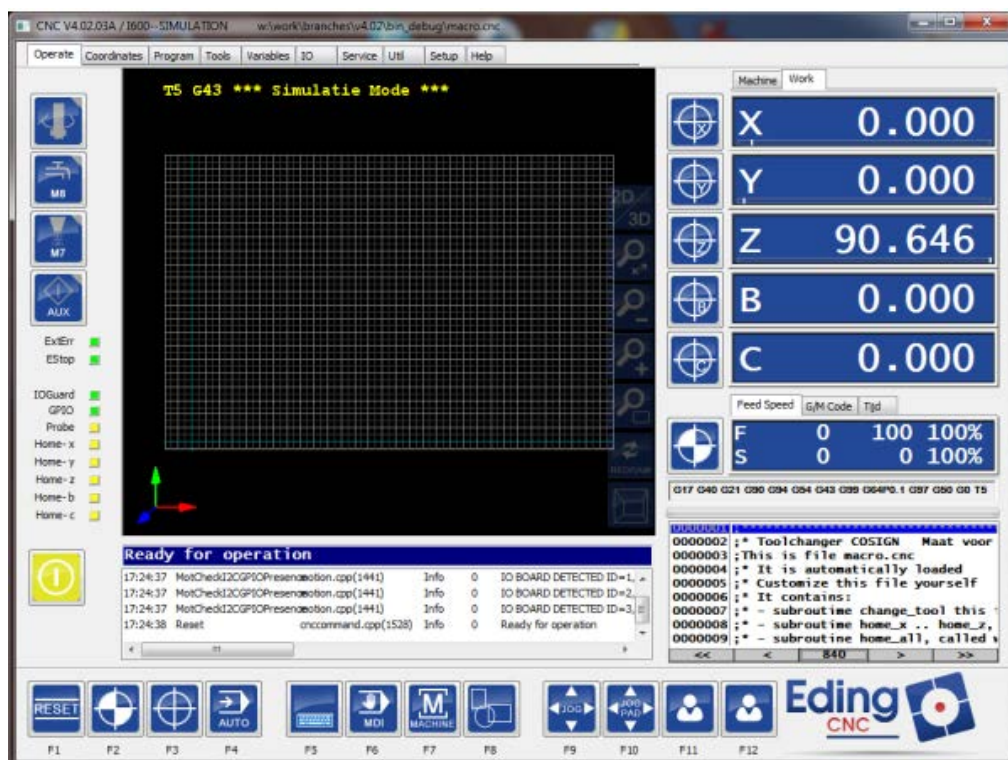 CNC V4.02.03A / I600--SIMULATION w:\work\branches\v4.02\bin_debug\macro.cnc
Operate Coordinates Program Tools Variables IO Service Util Setup Help
T5 G43 *** Simulatie Mode ***
M8
M7
AUX
ExtErr
EStop
IOGuard
GPIO
Probe
Home-x
Home-y
Home-z
Home-b
Home-c
2D
3D
REDRAW
Machine Work
X 0.000
Y 0.000
Z 90.646
B 0.000
C 0.000
Feed Speed G/M Code Tijd
F 0 100 100%
S 0 0 100%
G17 G40 G21 G90 G94 G54 G43 G99 G64P0.1 G97 G50 G0 T5
Ready for operation
17:24:37 MotCheckI2CGPIOPresenc motion.cpp(1441) Info 0 IO BOARD DETECTED ID=1,
17:24:37 MotCheckI2CGPIOPresenc motion.cpp(1441) Info 0 IO BOARD DETECTED ID=2,
17:24:37 MotCheckI2CGPIOPresenc motion.cpp(1441) Info 0 IO BOARD DETECTED ID=3,
17:24:38 Reset cnccommand.cpp(1528) Info 0 Ready for operation
0000001 ;*****************************
0000002 ;* Toolchanger COSIGN Maat voor
0000003 ;This is file macro.cnc
0000004 ;* It is automatically loaded
0000005 ;* Customize this file yourself
0000006 ;* It contains:
0000007 ;* - subroutine change_tool this
0000008 ;* - subroutine home_x .. home_z,
0000009 ;* - subroutine home_all, called
<< < 840 > >>
RESET
AUTO
MDI
M
MACHINE
JOG
JOG
PAD
Eding
CNC
F1 F2 F3 F4 F5 F6 F7 F8 F9 F10 F11 F12